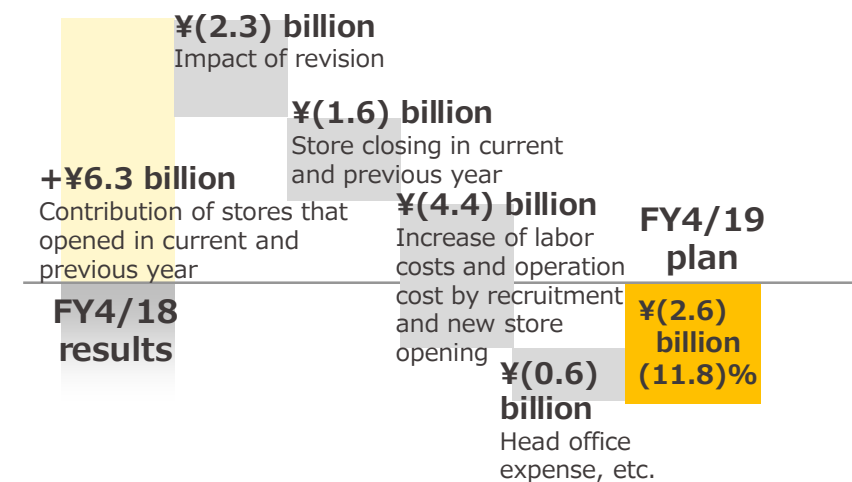 ¥(2.3) billion
Impact of revision
¥(1.6) billion
Store closing in current
and previous year
+¥6.3 billion
Contribution of stores that
opened in current and
previous year
¥(4.4) billion
Increase of labor
costs and operation
cost by recruitment
and new store
opening
FY4/19
plan
FY4/18
results
¥(2.6)
billion
(11.8)%
¥(0.6)
billion
Head office
expense, etc.